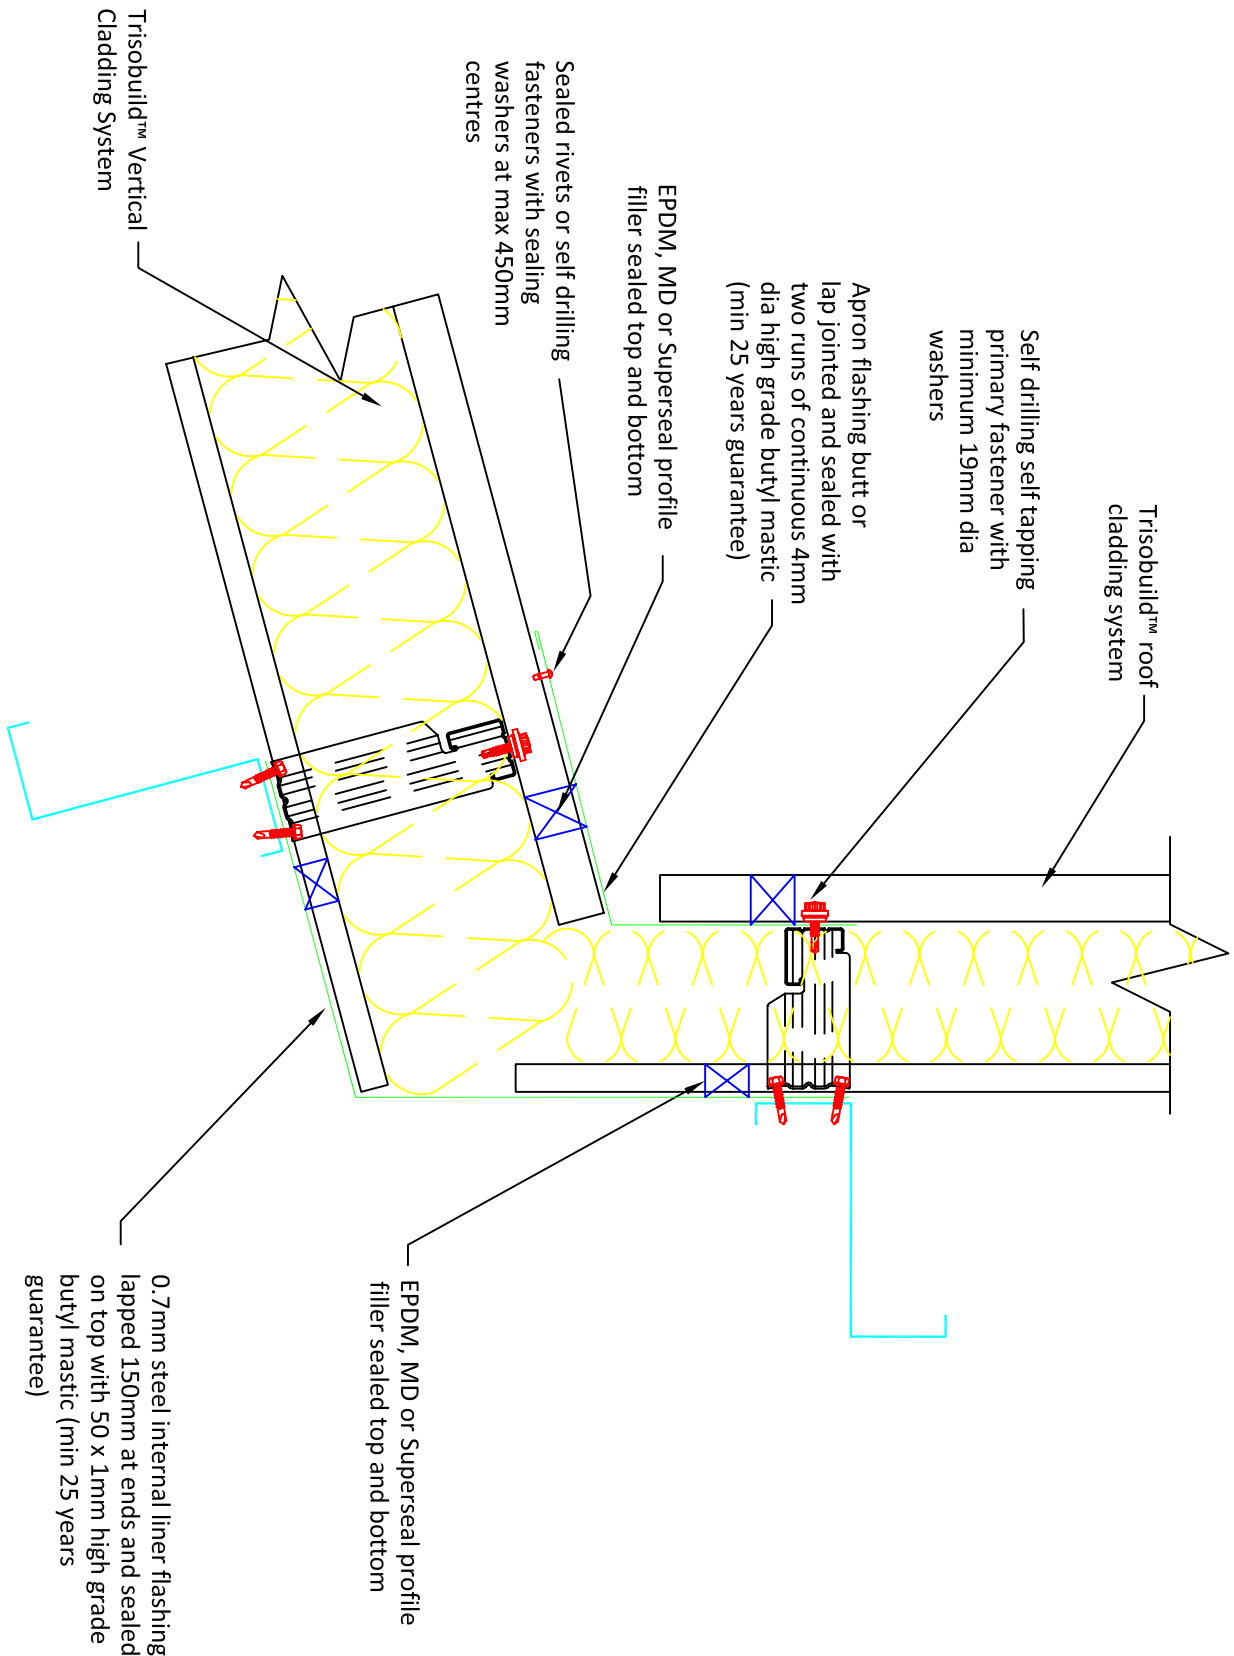 Trisobuild™ roof
cladding system
Self drilling self tapping
primary fastener with
minimum 19mm dia
washers
Apron flashing butt or
lap jointed and sealed with
two runs of continuous 4mm
dia high grade butyl mastic
(min 25 years guarantee)
EPDM, MD or Superseal profile
filler sealed top and bottom
Sealed rivets or self drilling
fasteners with sealing
washers at max 450mm
centres
Trisobuild™ Vertical
Cladding System
EPDM, MD or Superseal profile
filler sealed top and bottom
0.7mm steel internal liner flashing
lapped 150mm at ends and sealed
on top with 50 x 1mm high grade
butyl mastic (min 25 years
guarantee)